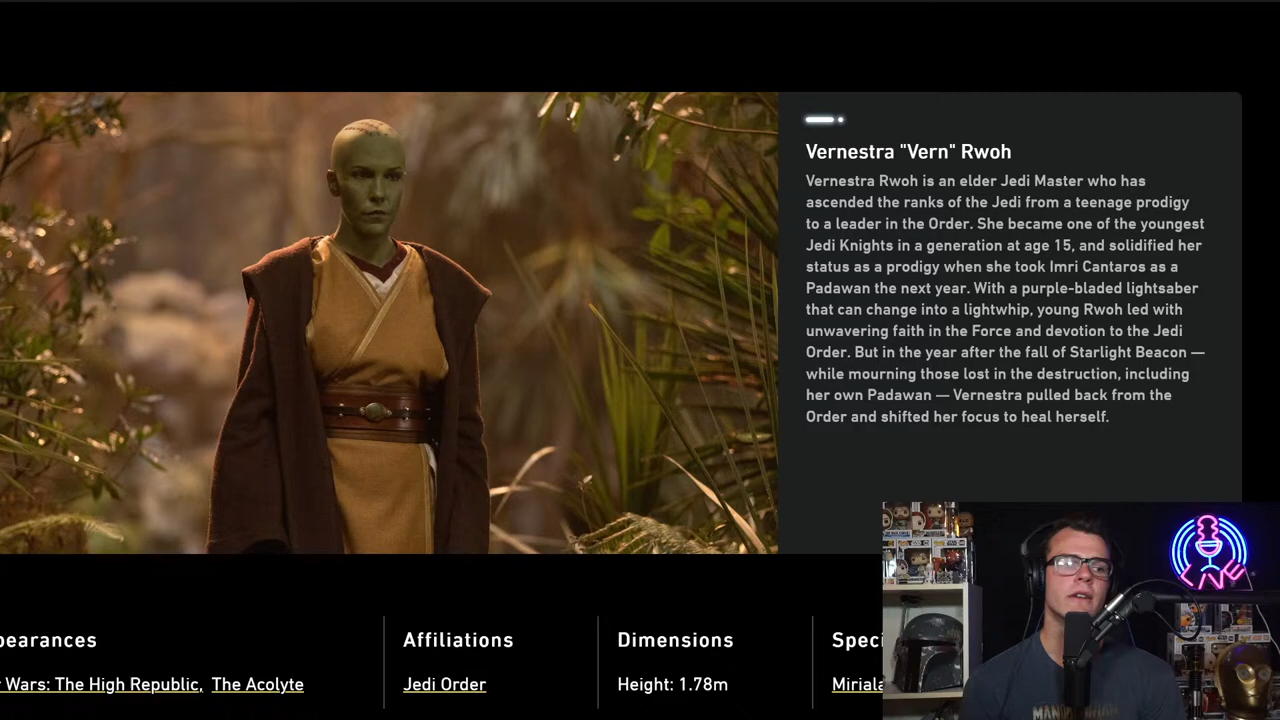 Vernestra "Vern" Rwoh
Vernestra Rwoh is an elder Jedi Master who has
ascended the ranks of the Jedi from a teenage prodigy
to a leader in the Order. She became one of the youngest
Jedi Knights in a generation at age 15, and solidified her
status as a prodigy when she took Imri Cantaros as a
Padawan the next year. With a purple-bladed lightsaber
that can change into a lightwhip, young Rwoh led with
unwavering faith in the Force and devotion to the Jedi
Order. But in the year after the fall of Starlight Beacon —
while mourning those lost in the destruction, including
her own Padawan — Vernestra pulled back from the
Order and shifted her focus to heal herself.
pearances
Affiliations
Dimensions
Speci
Wars: The High Republic, The Acolyte
Jedi Order
Height: 1.78m
Miriala